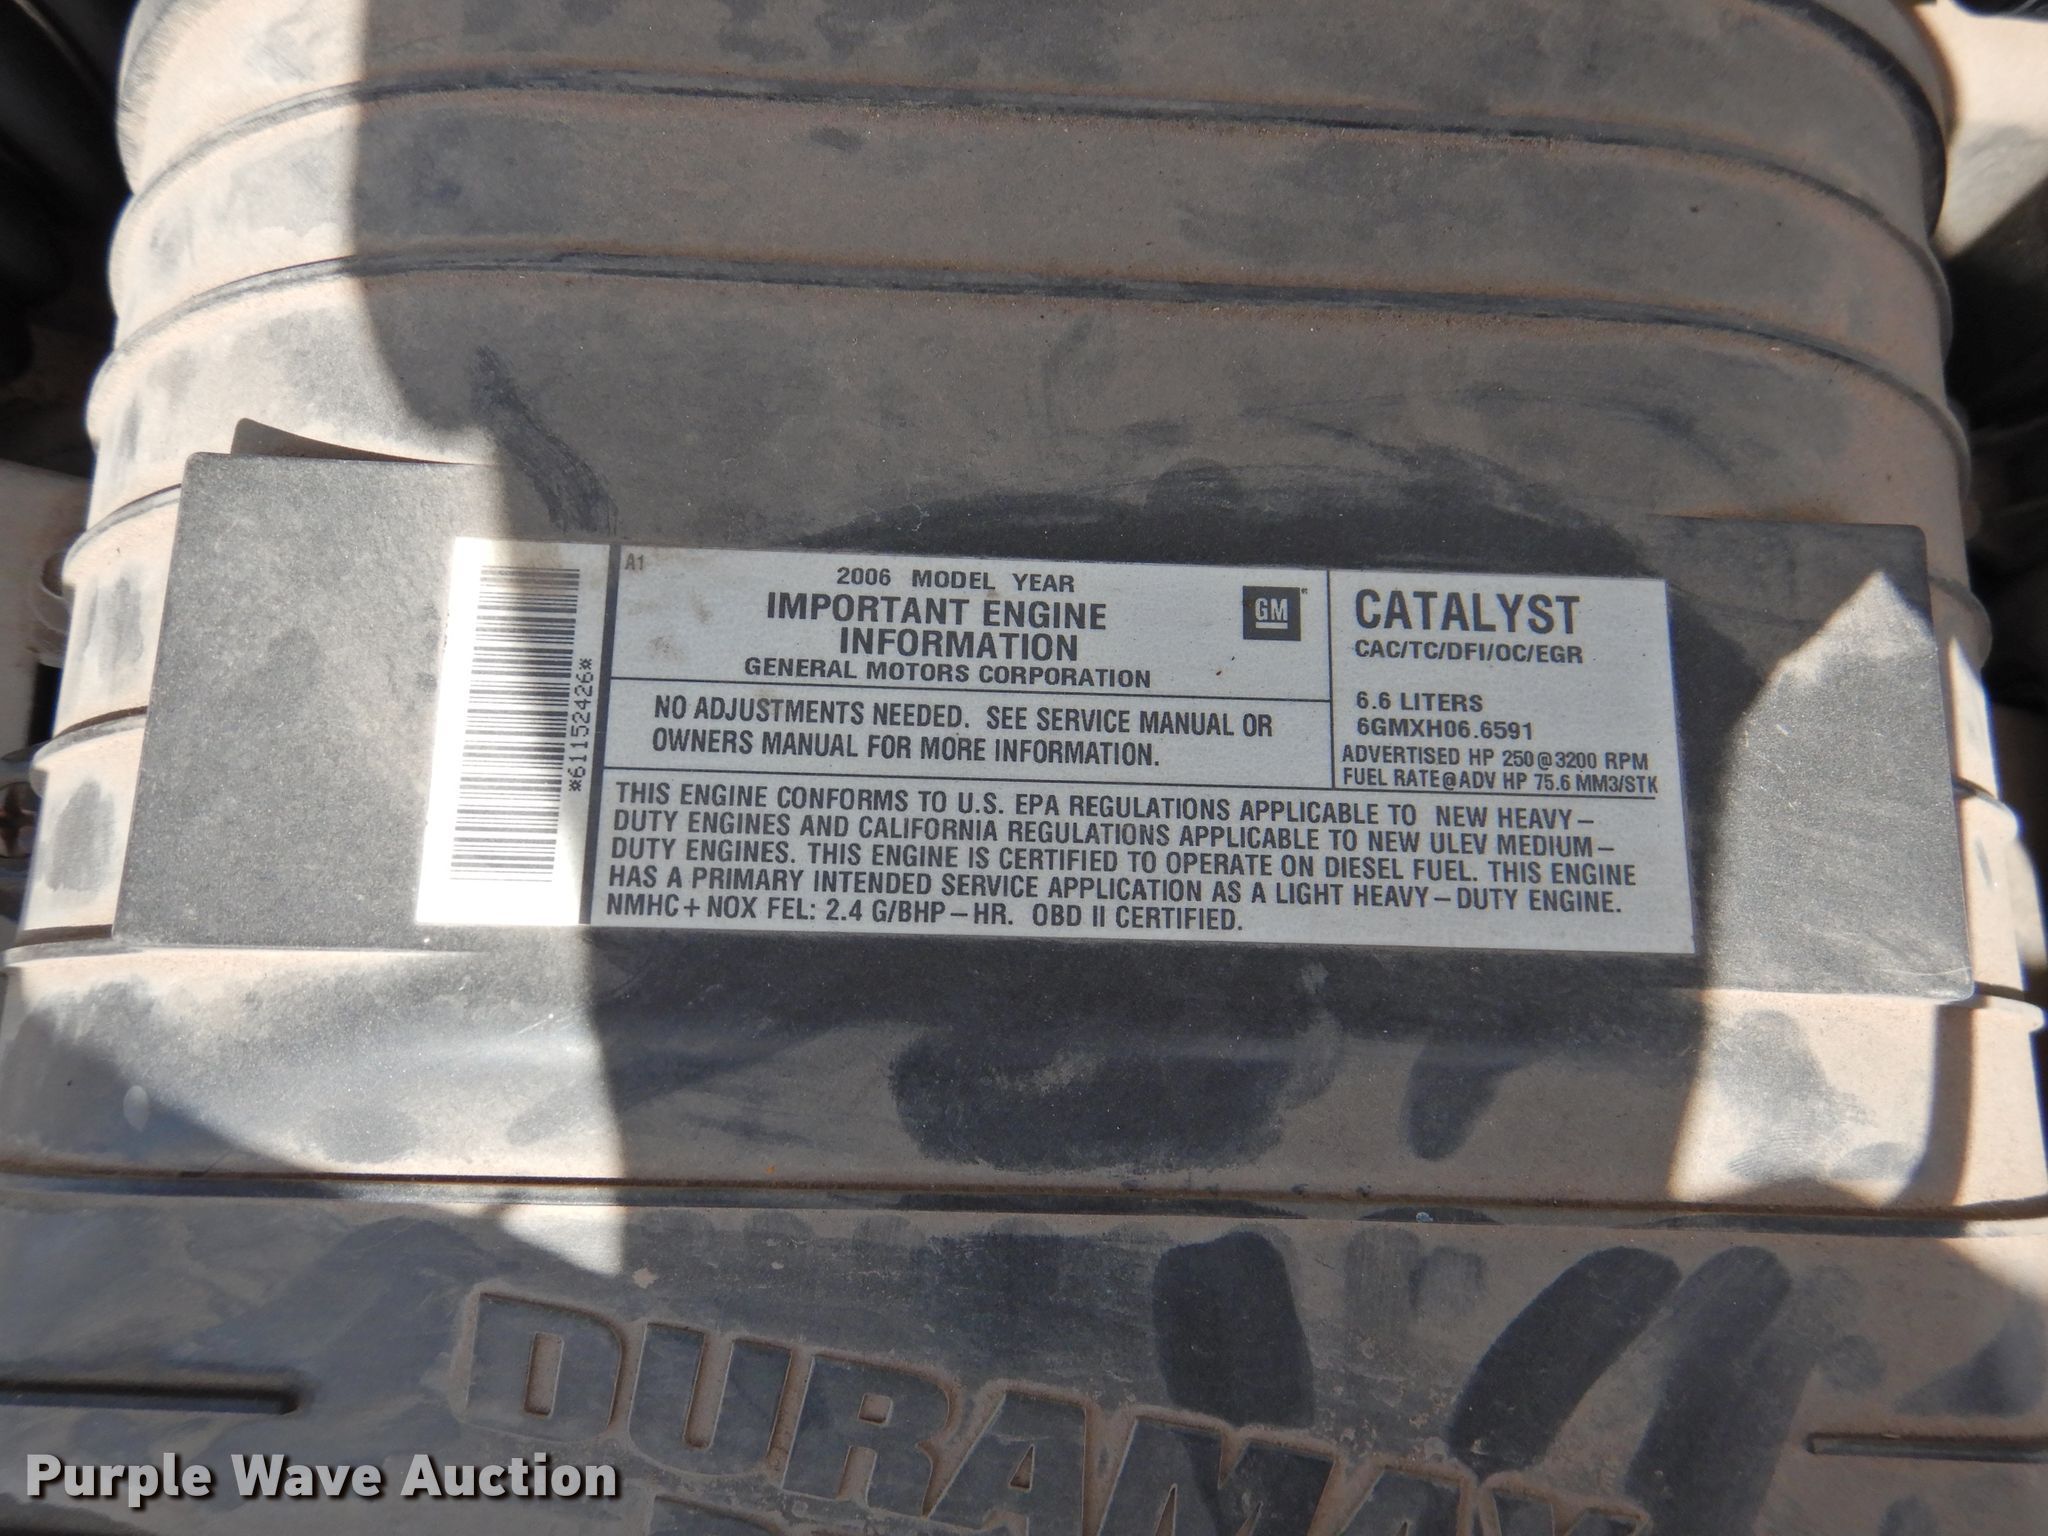 A1
2006 MODEL YEAR
IMPORTANT ENGINE
INFORMATION
GENERAL MOTORS CORPORATION
GM
NO ADJUSTMENTS NEEDED. SEE SERVICE MANUAL OR
OWNERS MANUAL FOR MORE INFORMATION.
CATALYST
CAC/TC/DFI/OC/EGR
6.6 LITERS
6GMXH06.6591
ADVERTISED HP 250@3200 RPM
FUEL RATE@ADV HP 75.6 MM3/STK
THIS ENGINE CONFORMS TO U.S. EPA REGULATIONS APPLICABLE TO NEW HEAVY-
DUTY ENGINES AND CALIFORNIA REGULATIONS APPLICABLE TO NEW ULEV MEDIUM-
DUTY ENGINES. THIS ENGINE IS CERTIFIED TO OPERATE ON DIESEL FUEL. THIS ENGINE
HAS A PRIMARY INTENDED SERVICE APPLICATION AS A LIGHT HEAVY-DUTY ENGINE.
NMHC+NOX FEL: 2.4 G/BHP-HR. OBD II CERTIFIED.
*6115242426*
DURAMAX
Purple Wave Auction